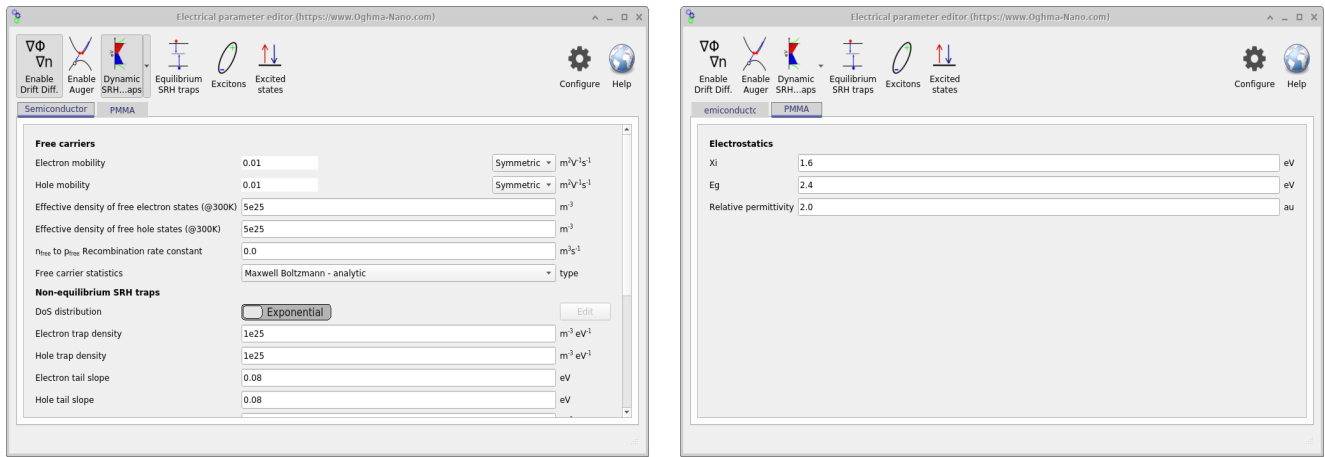 Electrical parameter editor (https://www.Oghma-Nano.com)
∇Φ
∇n
Enable
Drift Diff.
Enable
Auger
Dynamic
SRH...aps
Equilibrium
SRH traps
Excitons
Excited
states
Configure
Help
Semiconductor
PMMA
Free carriers
Electron mobility 0.01 Symmetric m²V⁻¹s⁻¹
Hole mobility 0.01 Symmetric m²V⁻¹s⁻¹
Effective density of free electron states (@300K) 5e25 m⁻³
Effective density of free hole states (@300K) 5e25 m⁻³
nfree to pfree Recombination rate constant 0.0 m³s⁻¹
Free carrier statistics Maxwell Boltzmann - analytic type
Non-equilibrium SRH traps
DoS distribution Exponential Edit
Electron trap density 1e25 m⁻³ eV⁻¹
Hole trap density 1e25 m⁻³ eV⁻¹
Electron tail slope 0.08 eV
Hole tail slope 0.08 eV
Electrical parameter editor (https://www.Oghma-Nano.com)
∇Φ
∇n
Enable
Drift Diff.
Enable
Auger
Dynamic
SRH...aps
Equilibrium
SRH traps
Excitons
Excited
states
Configure
Help
emiconductc
PMMA
Electrostatics
Xi 1.6 eV
Eg 2.4 eV
Relative permittivity 2.0 au